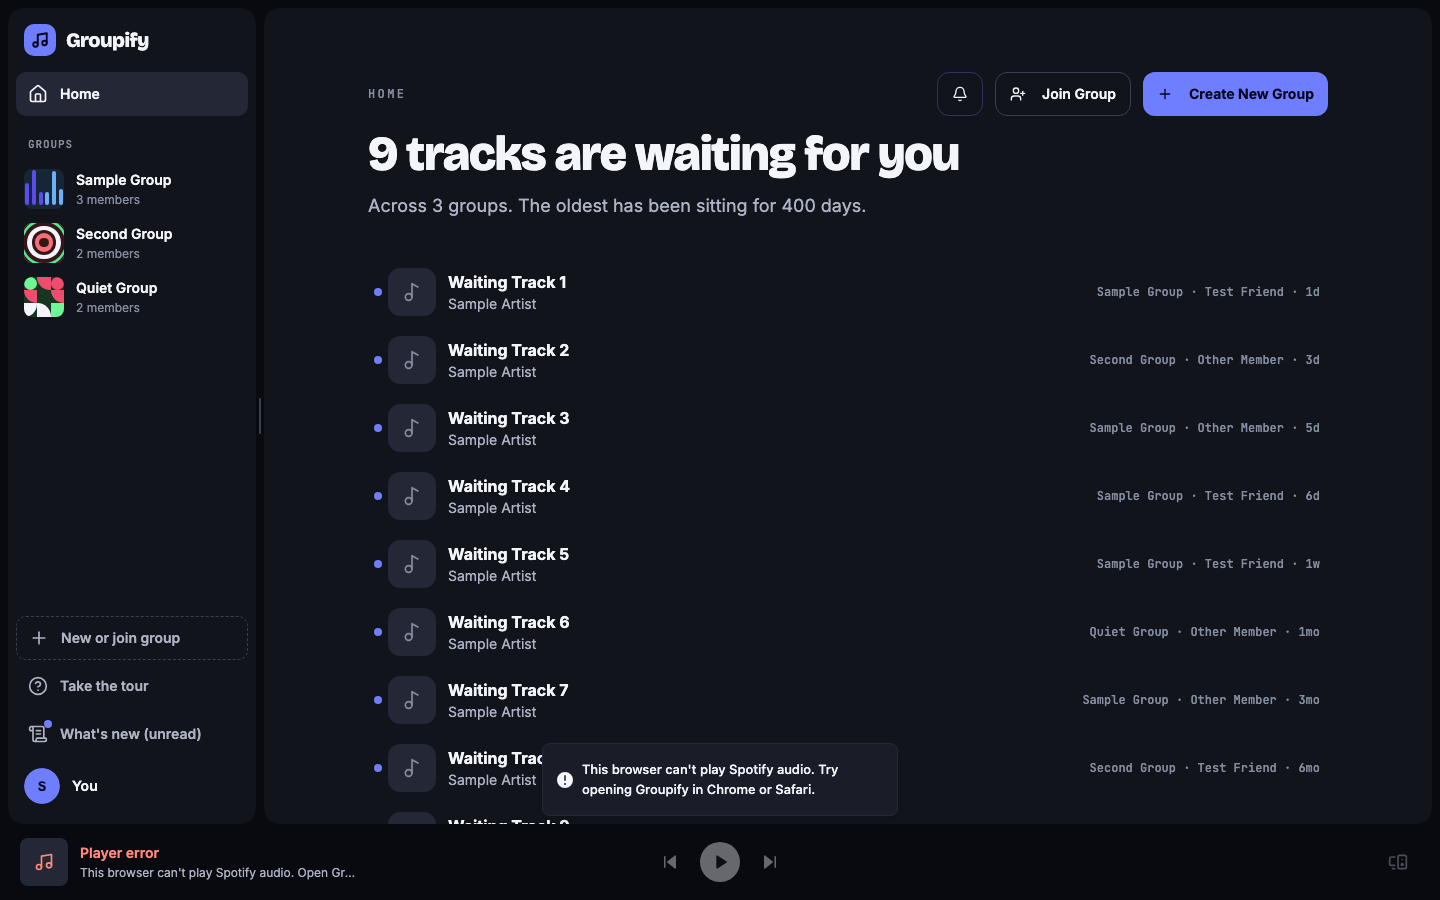 Groupify
Home
GROUPS
Sample Group
3 members
Second Group
2 members
Quiet Group
2 members
New or join group
Take the tour
What's new (unread)
S
You
HOME
Join Group
Create New Group
9 tracks are waiting for you
Across 3 groups. The oldest has been sitting for 400 days.
Waiting Track 1
Sample Artist
Sample Group · Test Friend · 1d
Waiting Track 2
Sample Artist
Second Group · Other Member · 3d
Waiting Track 3
Sample Artist
Sample Group · Other Member · 5d
Waiting Track 4
Sample Artist
Sample Group · Test Friend · 6d
Waiting Track 5
Sample Artist
Sample Group · Test Friend · 1w
Waiting Track 6
Sample Artist
Quiet Group · Other Member · 1mo
Waiting Track 7
Sample Artist
Sample Group · Other Member · 3mo
Waiting
Sample Artist
Second Group · Test Friend · 6mo
This browser can't play Spotify audio. Try
opening Groupify in Chrome or Safari.
Player error
This browser can't play Spotify audio. Open Gr...